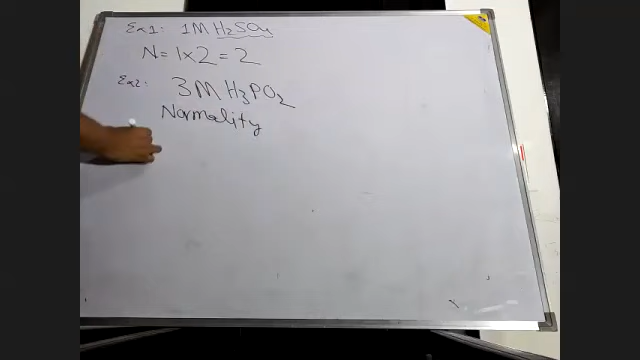 Ex1: 1M H₂SO₄
N = 1×2 = 2
Ex2: 3M H₃PO₂
Normality